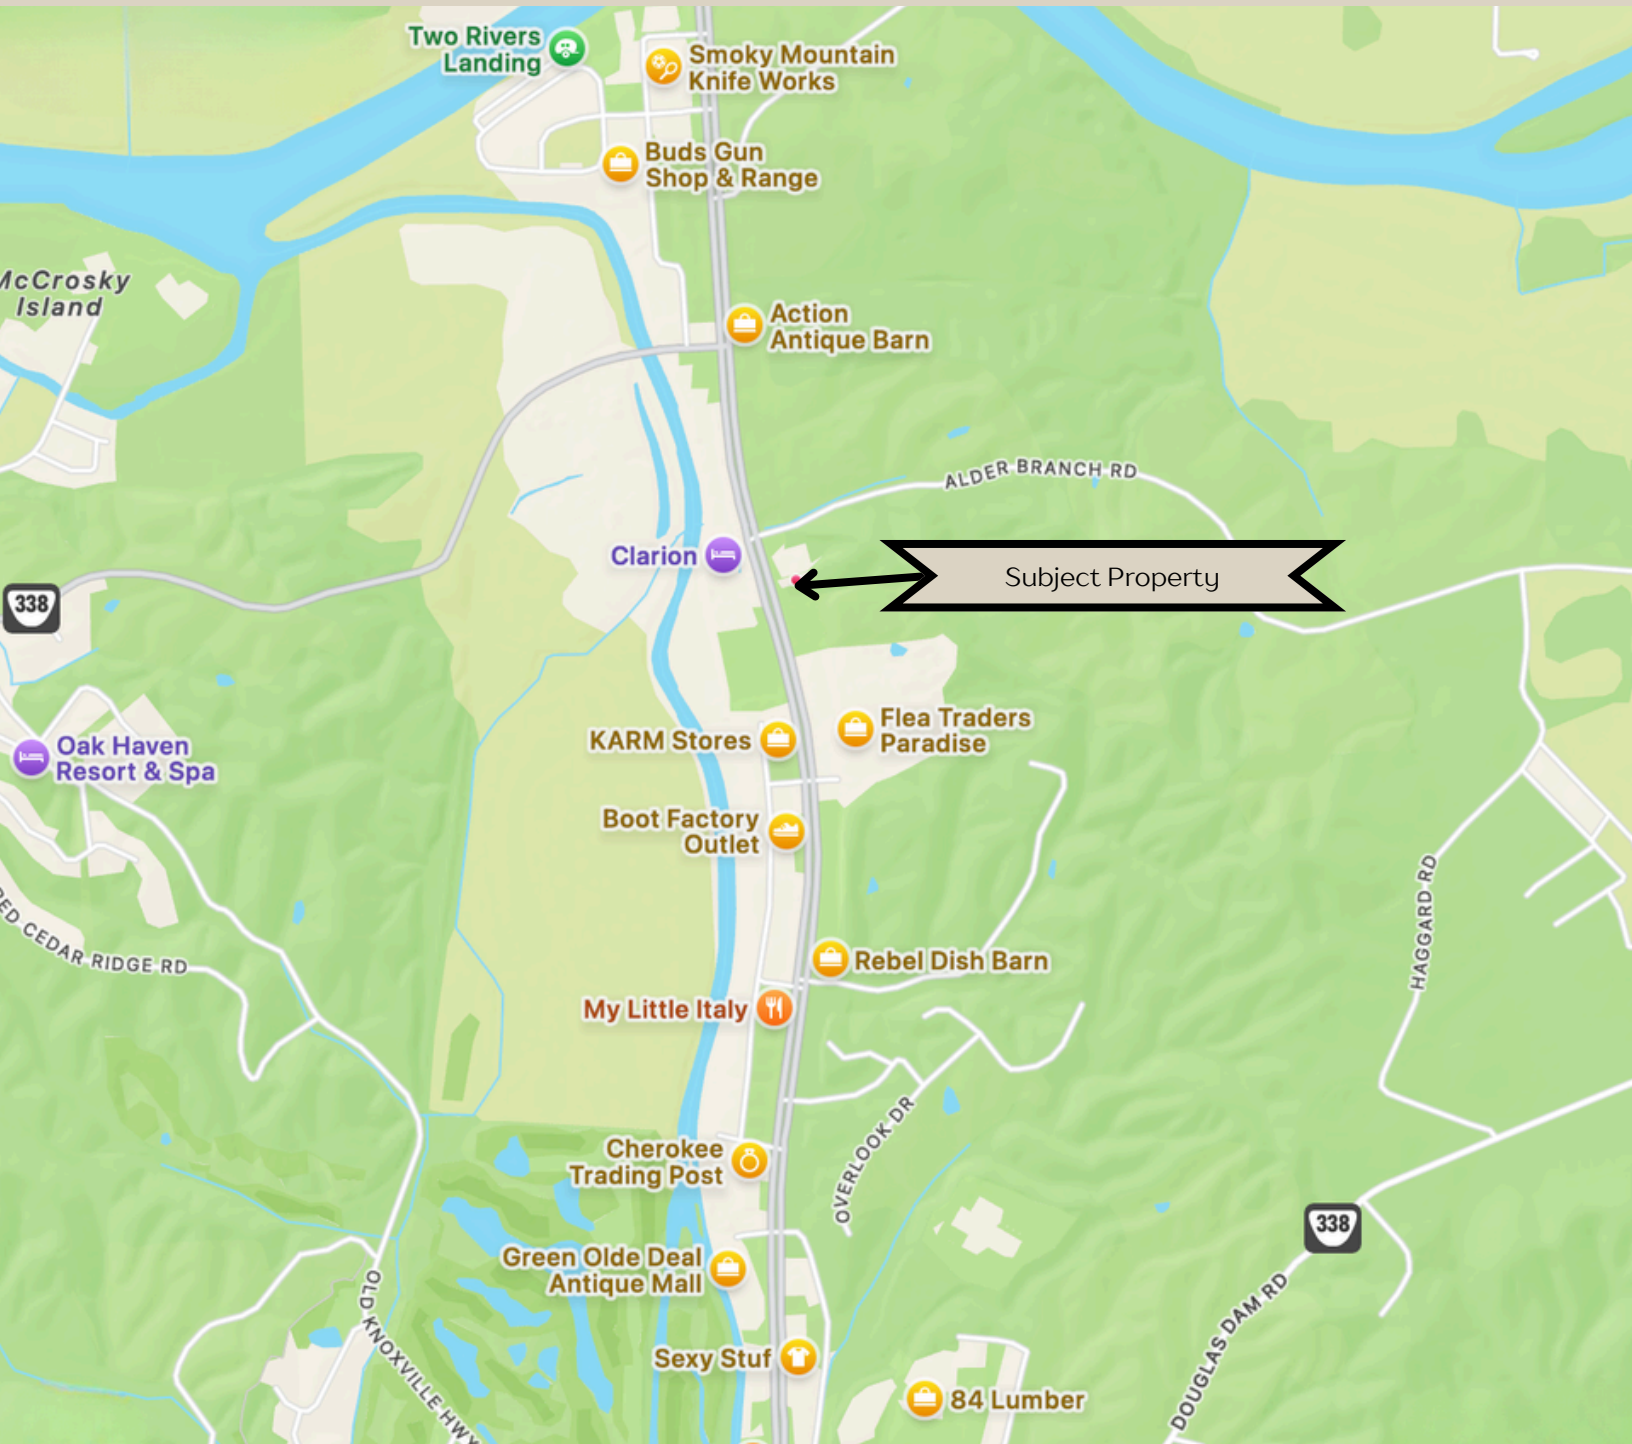 Two Rivers
Landing
Smoky Mountain
Knife Works
Buds Gun
Shop & Range
McCrosky
Island
Action
Antique Barn
ALDER BRANCH RD
Clarion
Subject Property
338
Oak Haven
Resort & Spa
KARM Stores
Flea Traders
Paradise
Boot Factory
Outlet
HAGGARD RD
RED CEDAR RIDGE RD
Rebel Dish Barn
My Little Italy
OVERLOOK DR
Cherokee
Trading Post
338
Green Olde Deal
Antique Mall
OLD KNOXVILLE HWY
DOUGLAS DAM RD
Sexy Stuf
84 Lumber